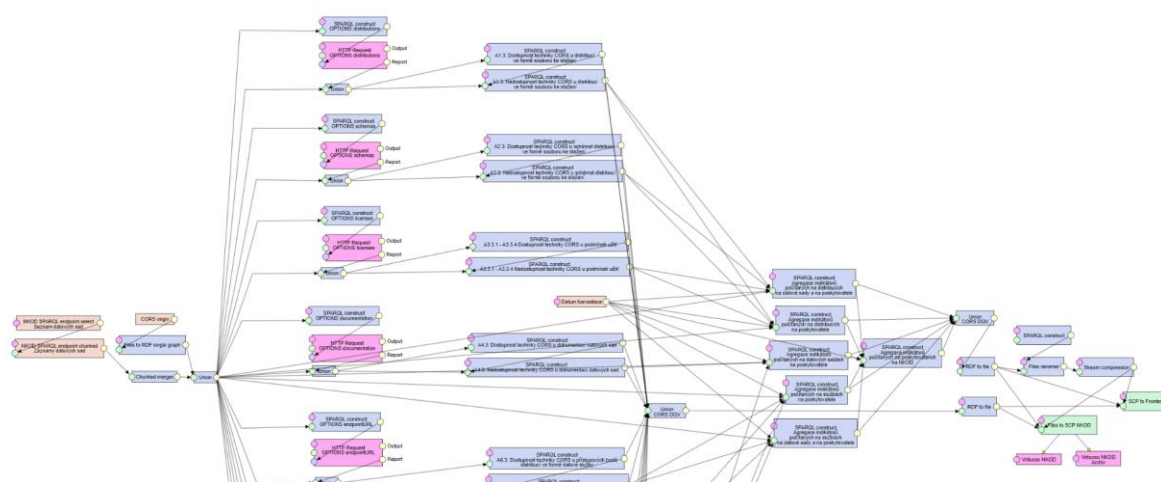 SPARQL construct
OPTIONS distributions
HTTP Request
OPTIONS distributions
Output
Report
Union
SPARQL construct
A1.3: Dostupnost techniky CORS u distribucí
ve formě souboru ke stažení
SPARQL construct
A1.3: Nedostupnost techniky CORS u distribucí
ve formě souboru ke stažení
SPARQL construct
OPTIONS schemas
HTTP Request
OPTIONS schemas
Output
Report
Union
SPARQL construct
A2.3: Dostupnost techniky CORS u schémat distribucí
ve formě souboru ke stažení
SPARQL construct
A2.3: Nedostupnost techniky CORS u schémat distribucí
ve formě souboru ke stažení
SPARQL construct
OPTIONS licenses
HTTP Request
OPTIONS licenses
Output
Report
Union
SPARQL construct
A3.3.1 - A3.3.4 Dostupnost techniky CORS u podmínek užití
SPARQL construct
A3.3.1 - A3.3.4 Nedostupnost techniky CORS u podmínek užití
Datum harvestace
NKOD SPARQL endpoint select
Seznam datových sad
NKOD SPARQL endpoint chunked
Záznamy datových sad
CORS origin
Files to RDF single graph
Chunked merger
Union
SPARQL construct
OPTIONS documentation
HTTP Request
OPTIONS documentation
Output
Report
Union
SPARQL construct
A4.3: Dostupnost techniky CORS u dokumentací datových sad
SPARQL construct
A4.3: Nedostupnost techniky CORS u dokumentací datových sad
SPARQL construct
OPTIONS endpointURL
HTTP Request
OPTIONS endpointURL
Output
Report
SPARQL construct
A6.3: Dostupnost techniky CORS u přístupových bodů
distribucí ve formě datové služby
SPARQL construct
Union
CORS DQV
SPARQL construct
Agregace indikátorů
počítaných na distribucích
na datové sady a na poskytovatele
SPARQL construct
Agregace indikátorů
počítaných na distribucích
na poskytovatele
SPARQL construct
Agregace indikátorů
počítaných na datových sadách
na poskytovatele
SPARQL construct
Agregace indikátorů
počítaných na službách
na poskytovatele
SPARQL construct
Agregace indikátorů
počítaných na službách
na datové sady a na poskytovatele
SPARQL construct
Agregace indikátorů
počítaných na poskytovatelích
na NKOD
Union
CORS DQV
SPARQL construct
RDF to file
Files renamer
Stream compression
RDF to file
SCP to Fronte
Files to SCP NKOD
Virtuoso NKOD
Virtuoso NKOD
Archiv